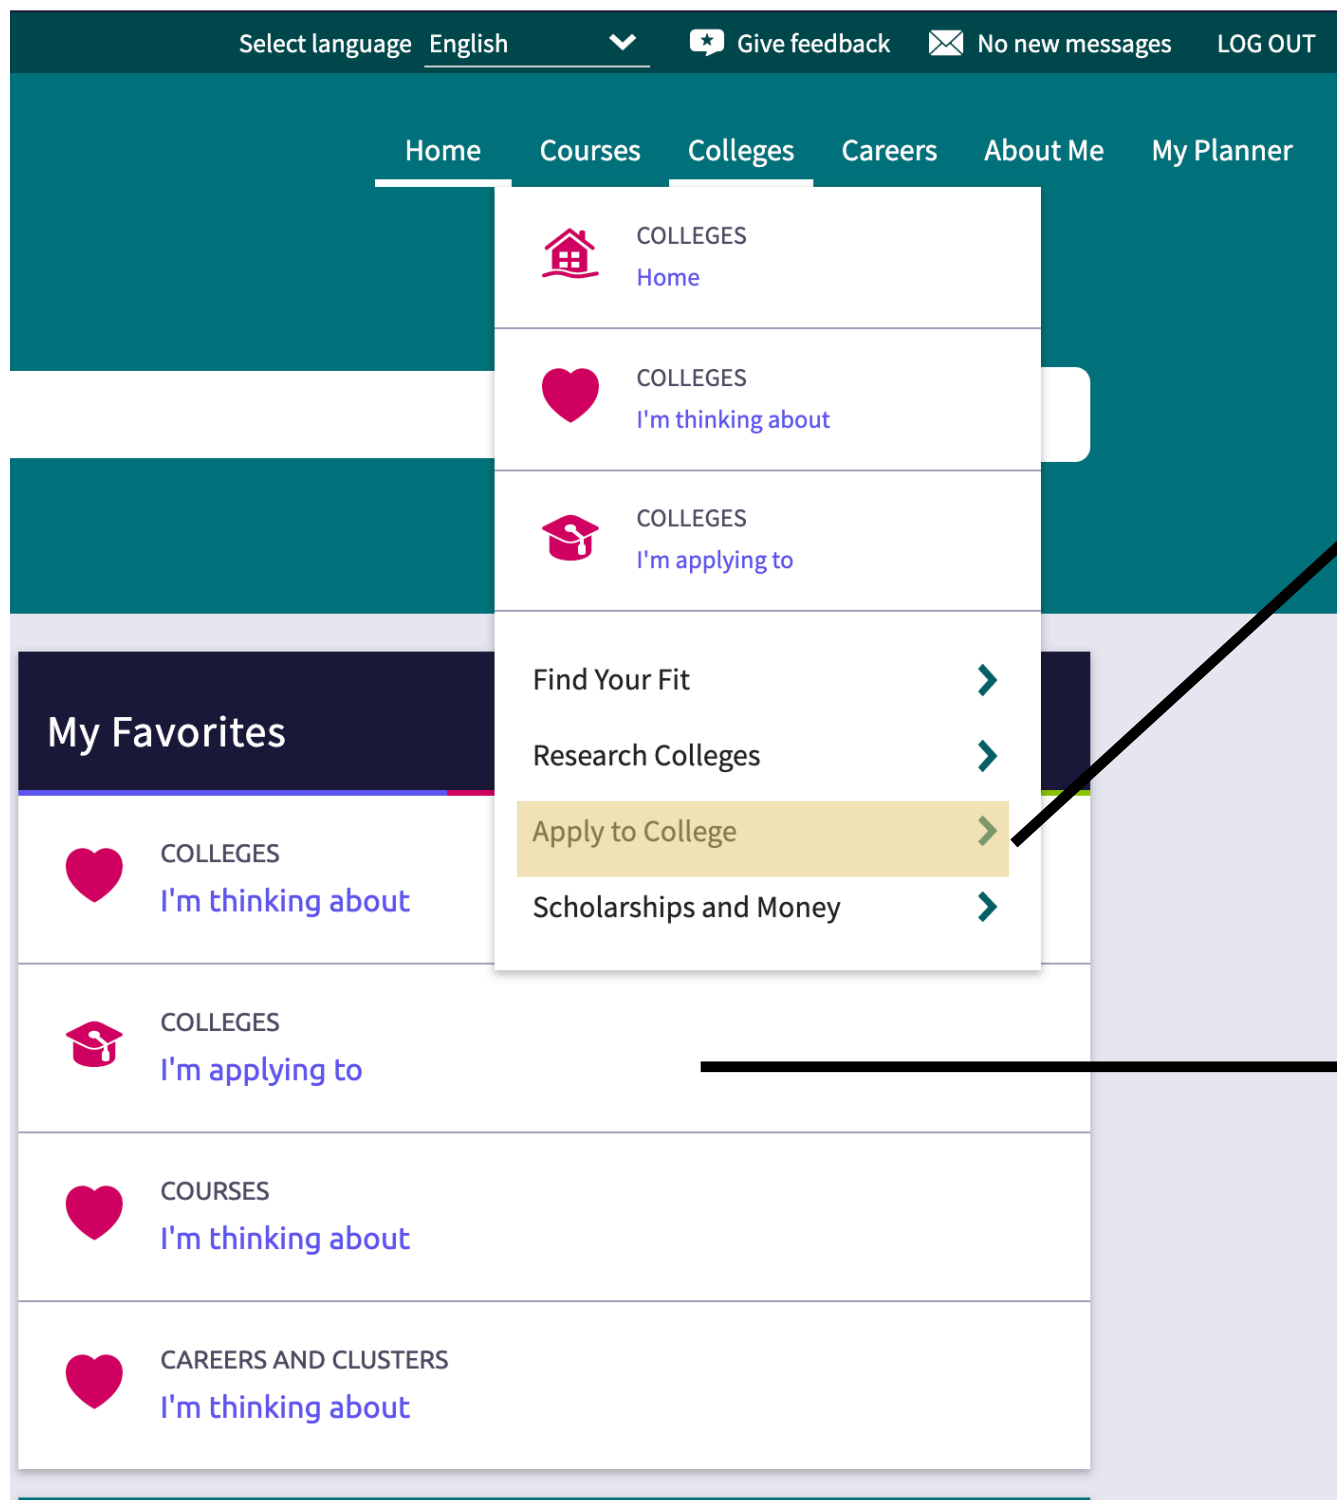 Select language English Give feedback No new messages LOG OUT
Home Courses Colleges Careers About Me My Planner
COLLEGES
Home
COLLEGES
I'm thinking about
COLLEGES
I'm applying to
Find Your Fit
Research Colleges
Apply to College
Scholarships and Money
My Favorites
COLLEGES
I'm thinking about
COLLEGES
I'm applying to
COURSES
I'm thinking about
CAREERS AND CLUSTERS
I'm thinking about